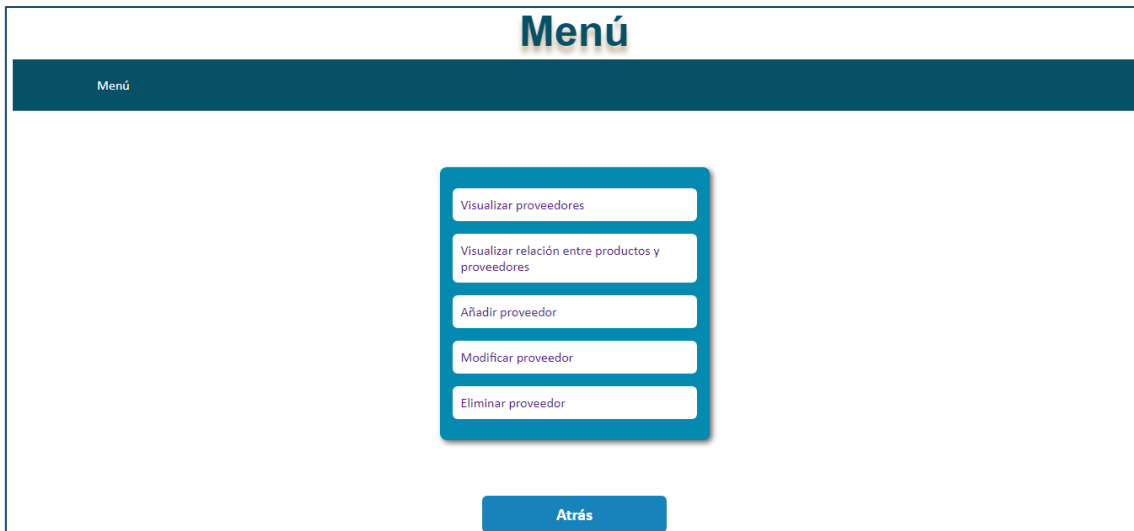 Menú
Menú
Visualizar proveedores
Visualizar relación entre productos y
proveedores
Añadir proveedor
Modificar proveedor
Eliminar proveedor
Atrás